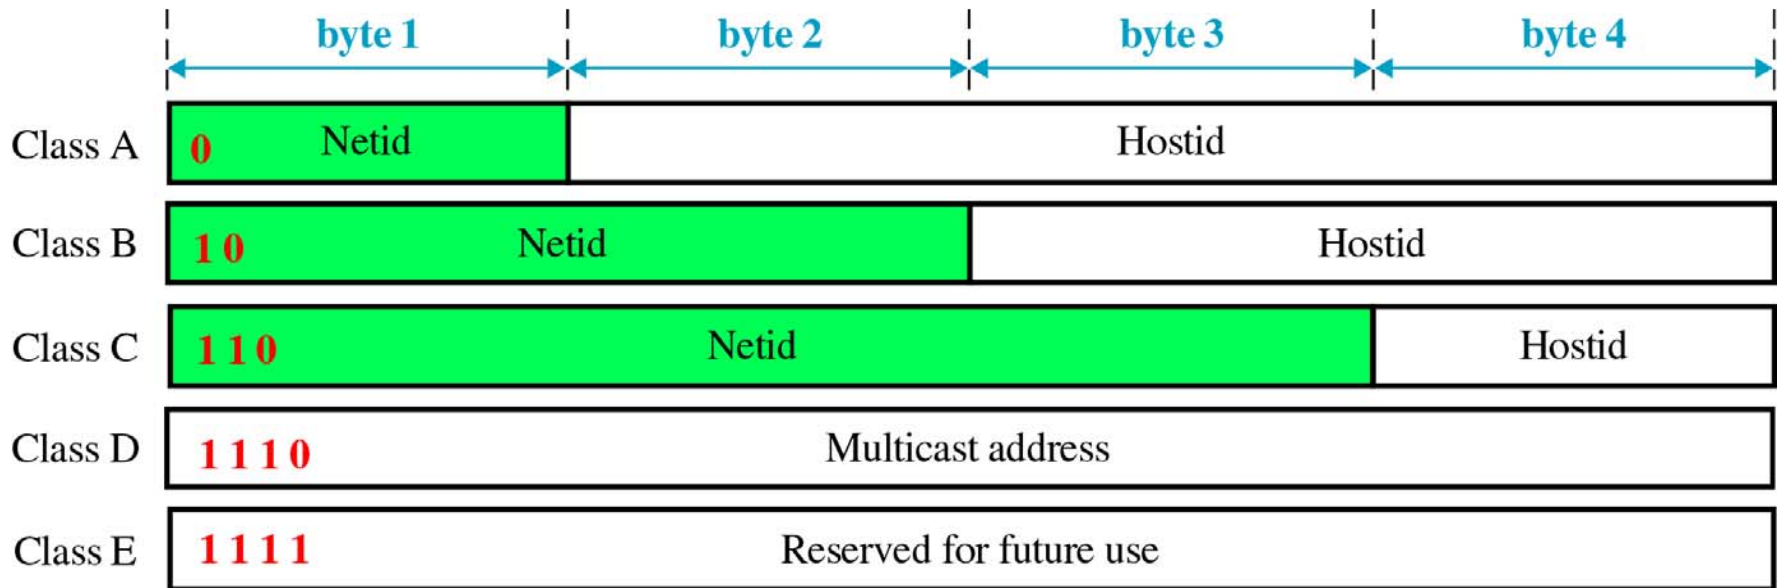 byte 1 byte 2 byte 3 byte 4
Class A 0 Netid Hostid
Class B 1 0 Netid Hostid
Class C 1 1 0 Netid Hostid
Class D 1 1 1 0 Multicast address
Class E 1 1 1 1 Reserved for future use